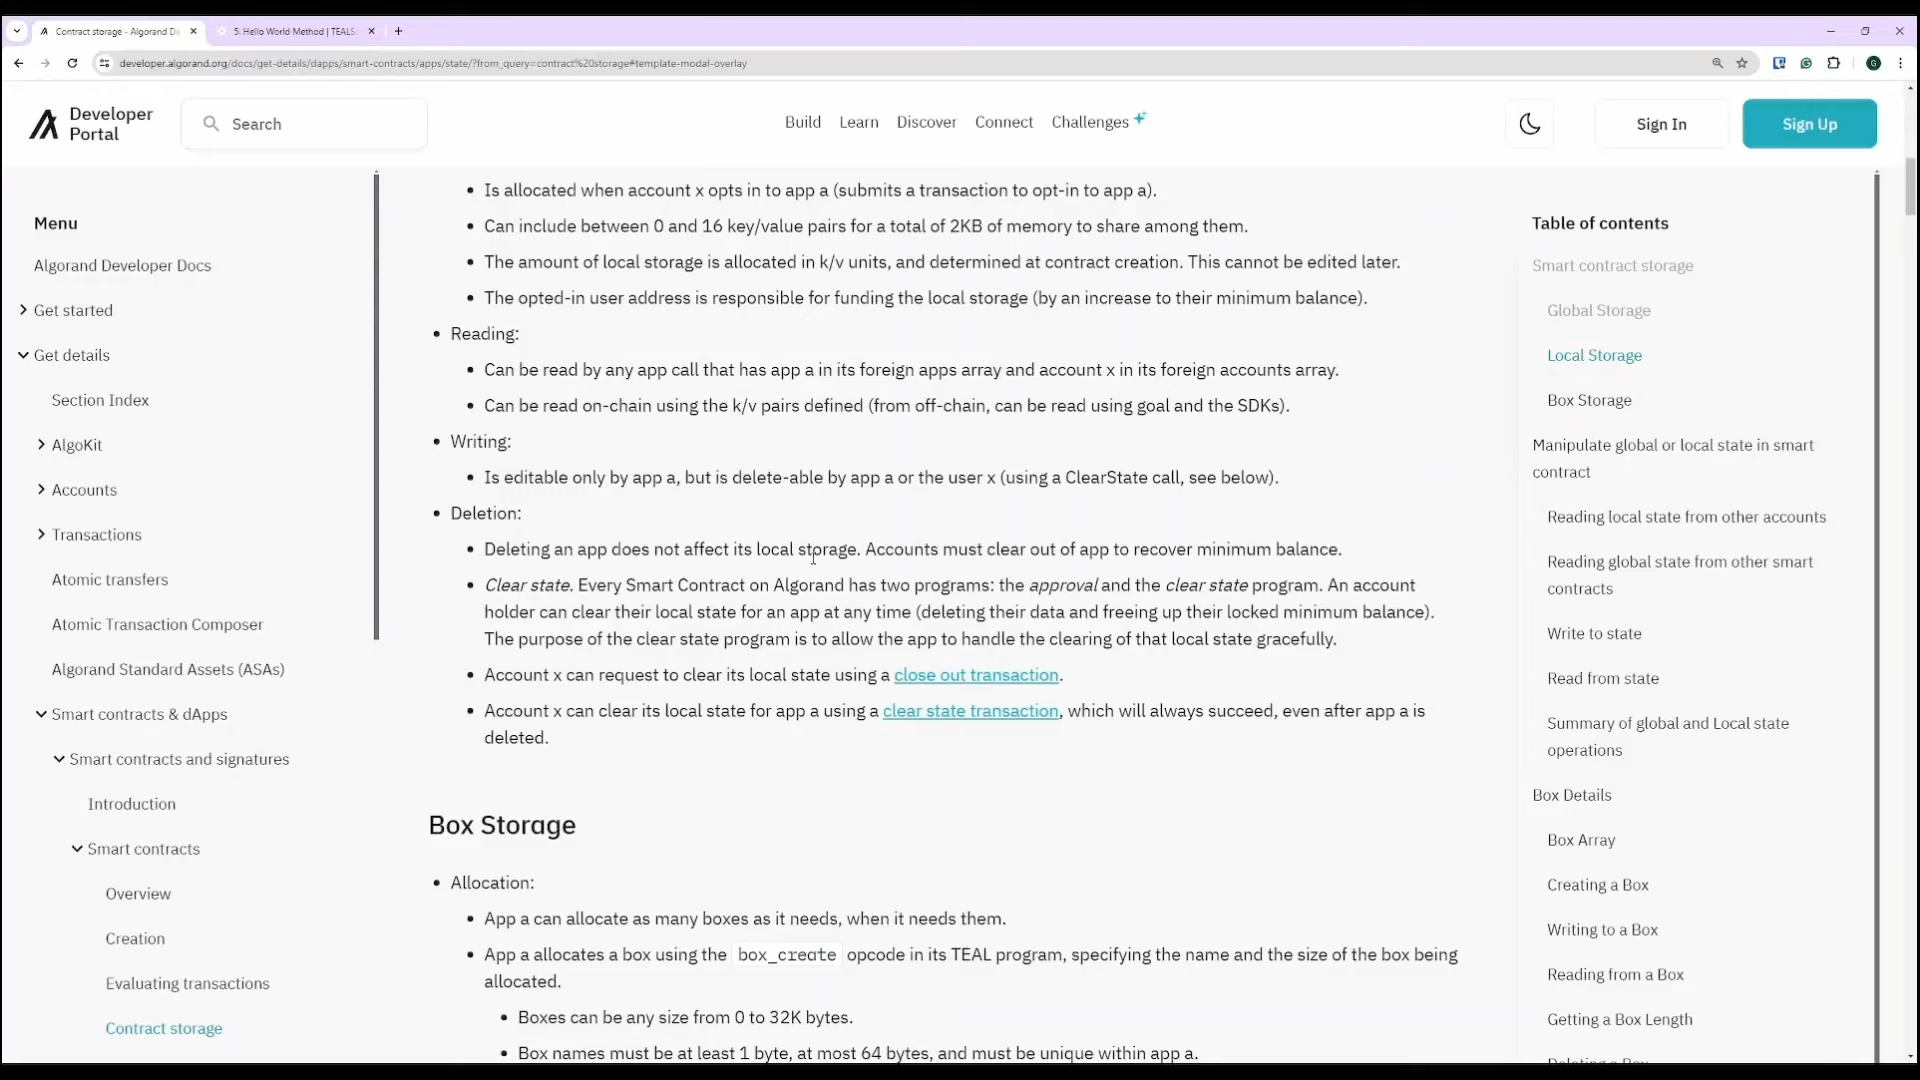 Contract storage - Algorand De
5. Hello World Method | TEALS
developer.algorand.org/docs/get-details/dapps/smart-contracts/apps/state/?from_query=contract%20storage#template-modal-overlay
G
Developer
Portal
Search
Build
Learn
Discover
Connect
Challenges
Sign In
Sign Up
Menu
Algorand Developer Docs
Get started
Get details
Section Index
AlgoKit
Accounts
Transactions
Atomic transfers
Atomic Transaction Composer
Algorand Standard Assets (ASAs)
Smart contracts & dApps
Smart contracts and signatures
Introduction
Smart contracts
Overview
Creation
Evaluating transactions
Contract storage
• Is allocated when account x opts in to app a (submits a transaction to opt-in to app a).
• Can include between 0 and 16 key/value pairs for a total of 2KB of memory to share among them.
• The amount of local storage is allocated in k/v units, and determined at contract creation. This cannot be edited later.
• The opted-in user address is responsible for funding the local storage (by an increase to their minimum balance).
• Reading:
• Can be read by any app call that has app a in its foreign apps array and account x in its foreign accounts array.
• Can be read on-chain using the k/v pairs defined (from off-chain, can be read using goal and the SDKs).
• Writing:
• Is editable only by app a, but is delete-able by app a or the user x (using a ClearState call, see below).
• Deletion:
• Deleting an app does not affect its local storage. Accounts must clear out of app to recover minimum balance.
• Clear state. Every Smart Contract on Algorand has two programs: the approval and the clear state program. An account
holder can clear their local state for an app at any time (deleting their data and freeing up their locked minimum balance).
The purpose of the clear state program is to allow the app to handle the clearing of that local state gracefully.
• Account x can request to clear its local state using a close out transaction.
• Account x can clear its local state for app a using a clear state transaction, which will always succeed, even after app a is
deleted.
Box Storage
• Allocation:
• App a can allocate as many boxes as it needs, when it needs them.
• App a allocates a box using the box_create opcode in its TEAL program, specifying the name and the size of the box being
allocated.
• Boxes can be any size from 0 to 32K bytes.
• Box names must be at least 1 byte, at most 64 bytes, and must be unique within app a.
Table of contents
Smart contract storage
Global Storage
Local Storage
Box Storage
Manipulate global or local state in smart
contract
Reading local state from other accounts
Reading global state from other smart
contracts
Write to state
Read from state
Summary of global and Local state
operations
Box Details
Box Array
Creating a Box
Writing to a Box
Reading from a Box
Getting a Box Length
Deleting a Box